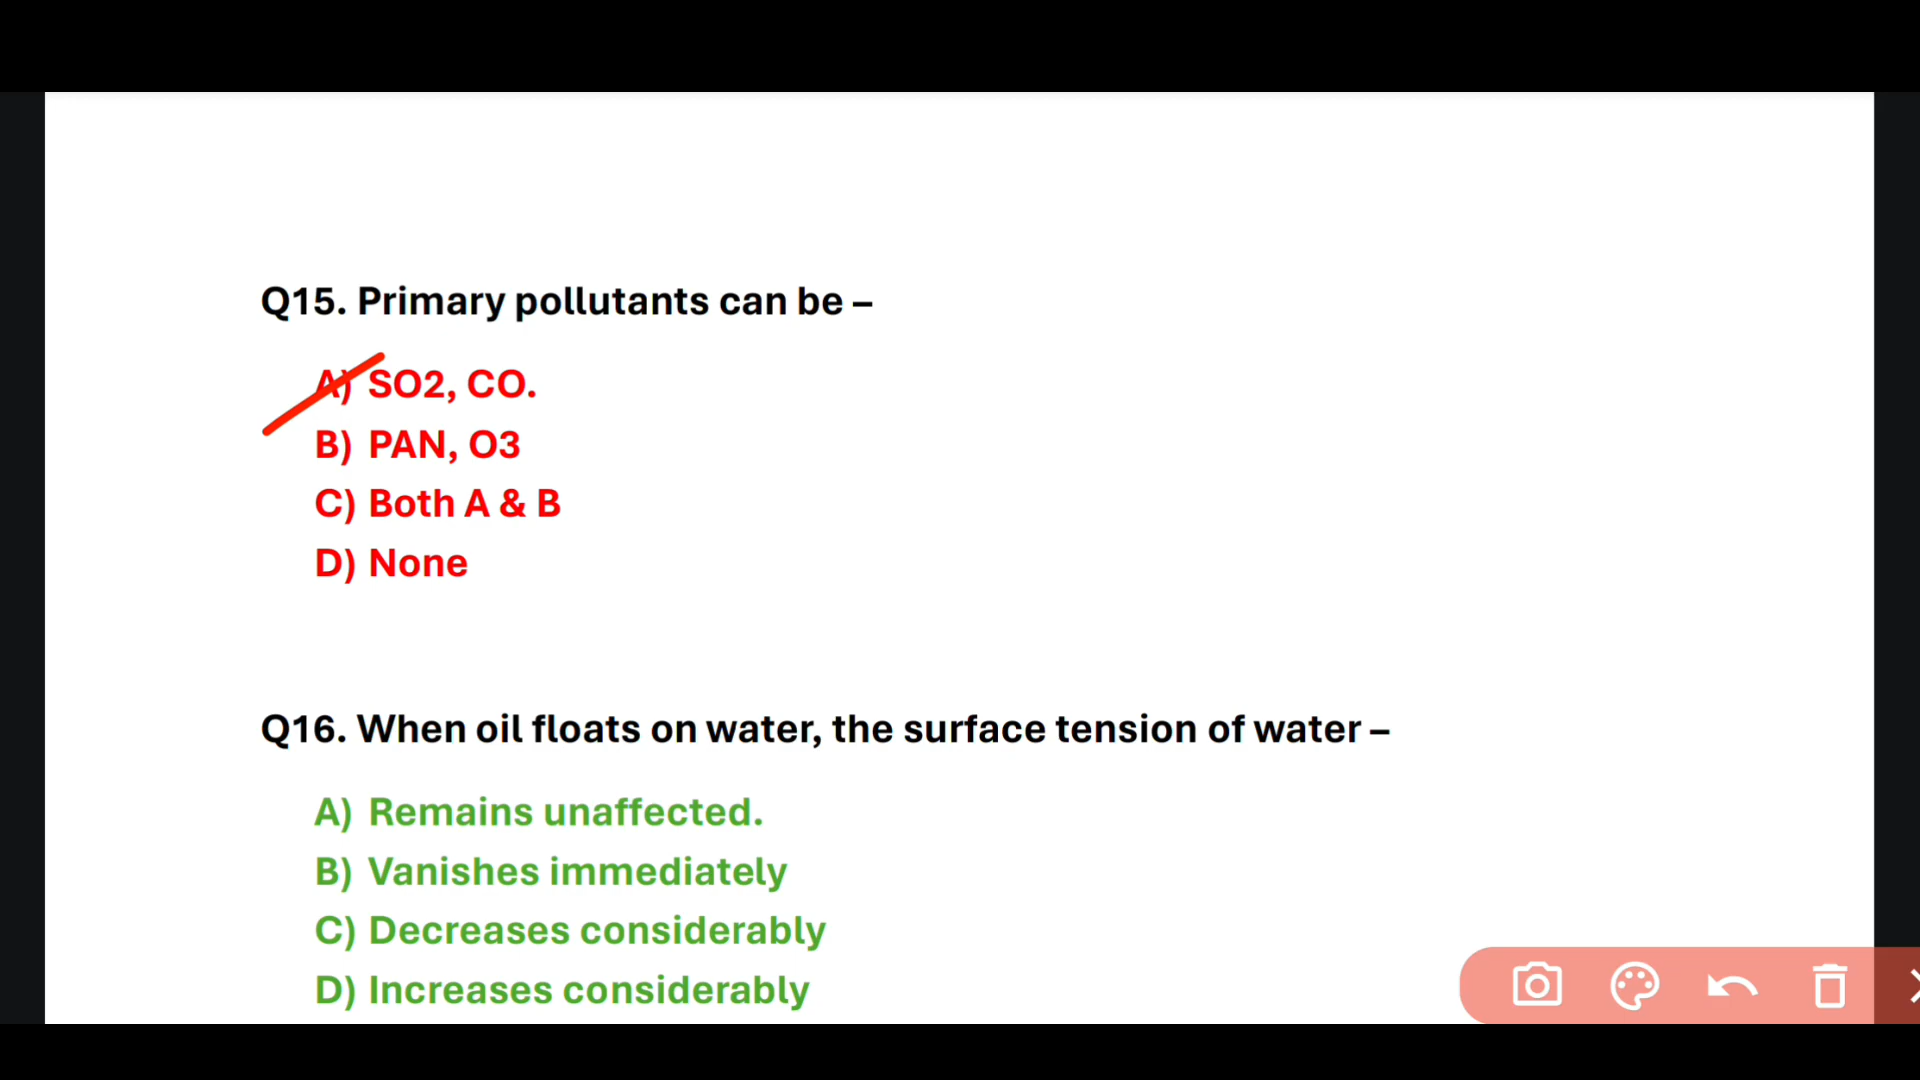 Q15. Primary pollutants can be –
A) SO2, CO.
B) PAN, O3
C) Both A & B
D) None
Q16. When oil floats on water, the surface tension of water –
A) Remains unaffected.
B) Vanishes immediately
C) Decreases considerably
D) Increases considerably